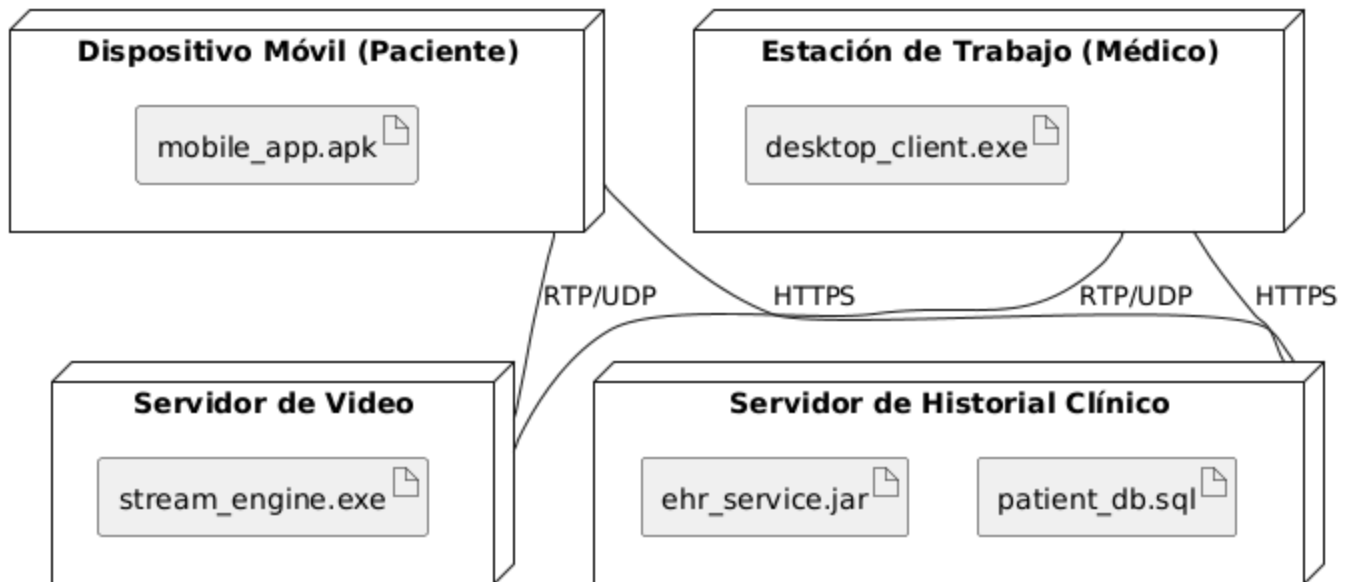 Dispositivo Móvil (Paciente)
mobile_app.apk
Estación de Trabajo (Médico)
desktop_client.exe
RTP/UDP
HTTPS
RTP/UDP
HTTPS
Servidor de Video
stream_engine.exe
Servidor de Historial Clínico
ehr_service.jar
patient_db.sql